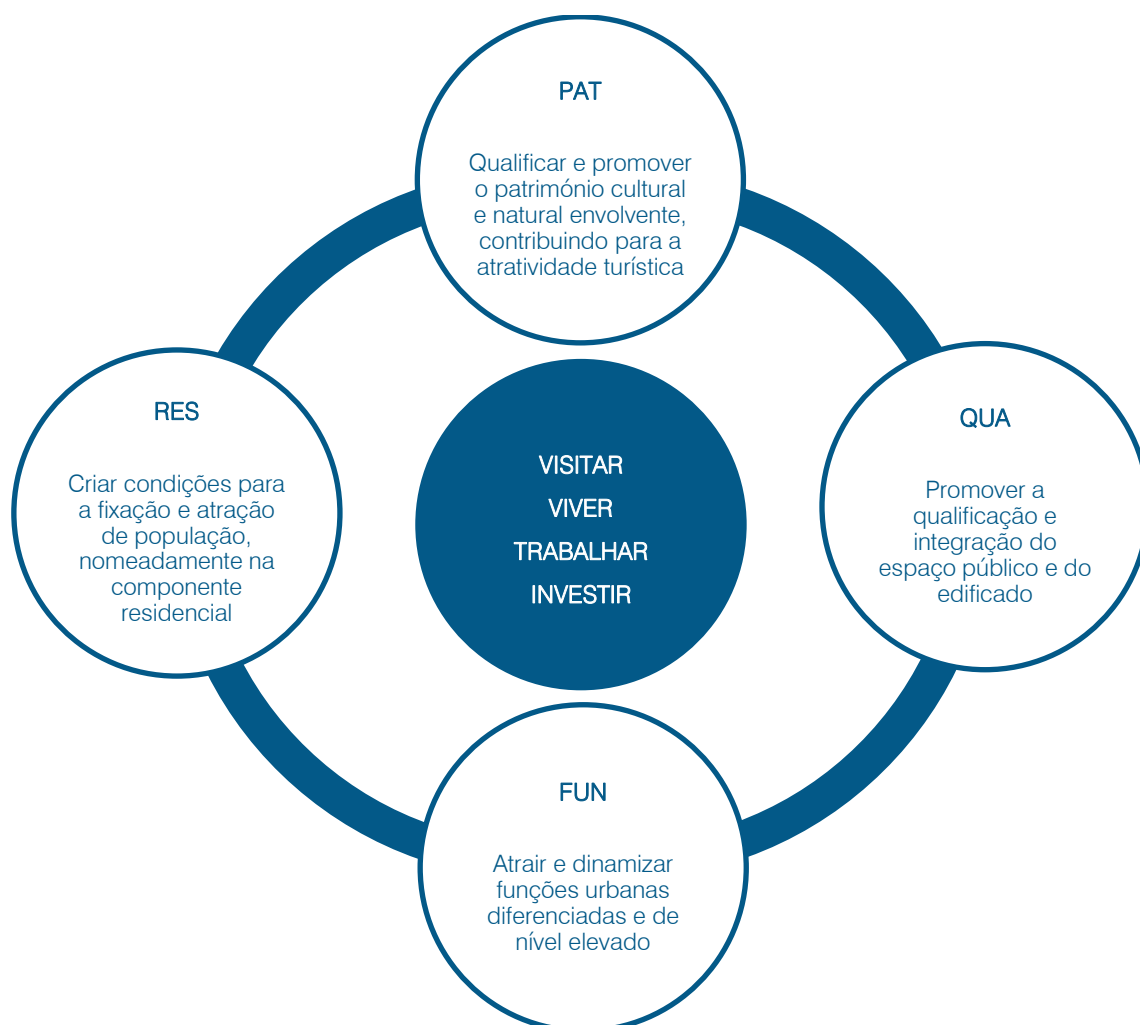 PAT
Qualificar e promover
o património cultural
e natural envolvente,
contribuindo para a
atratividade turística
RES
Criar condições para
a fixação e atração
de população,
nomeadamente na
componente
residencial
VISITAR
VIVER
TRABALHAR
INVESTIR
QUA
Promover a
qualificação e
integração do
espaço público e do
edificado
FUN
Atrair e dinamizar
funções urbanas
diferenciadas e de
nível elevado